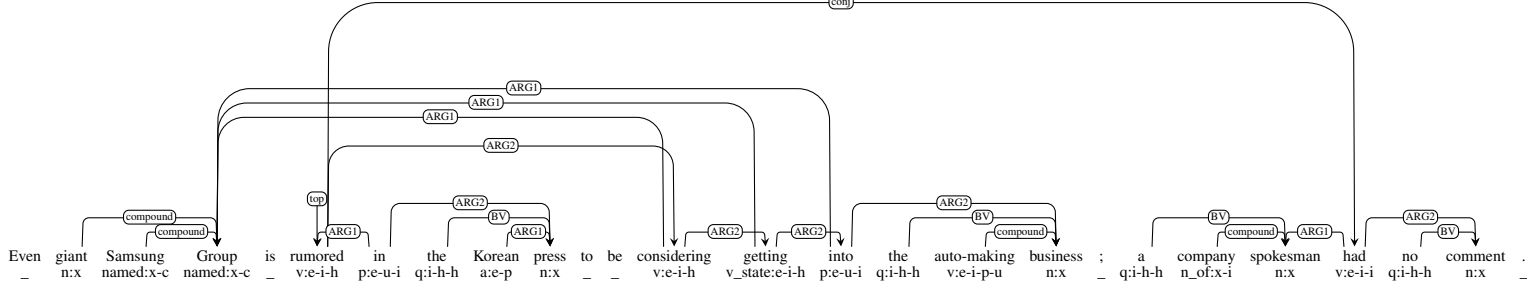 conj
ARG1
ARG1
ARG1
ARG2
top
ARG2
ARG2
compound
BV
BV
BV
ARG2
compound
ARG1
ARG1
ARG2
ARG2
compound
compound
ARG1
BV
Even giant Samsung Group is rumored in the Korean press to be considering getting into the auto-making business ; a company spokesman had no comment .
_ n:x named:x-c named:x-c _ v:e-i-h p:e-u-i q:i-h-h a:e-p n:x _ _ v:e-i-h v_state:e-i-h p:e-u-i q:i-h-h v:e-i-p-u n:x _ q:i-h-h n_of:x-i n:x v:e-i-i q:i-h-h n:x _